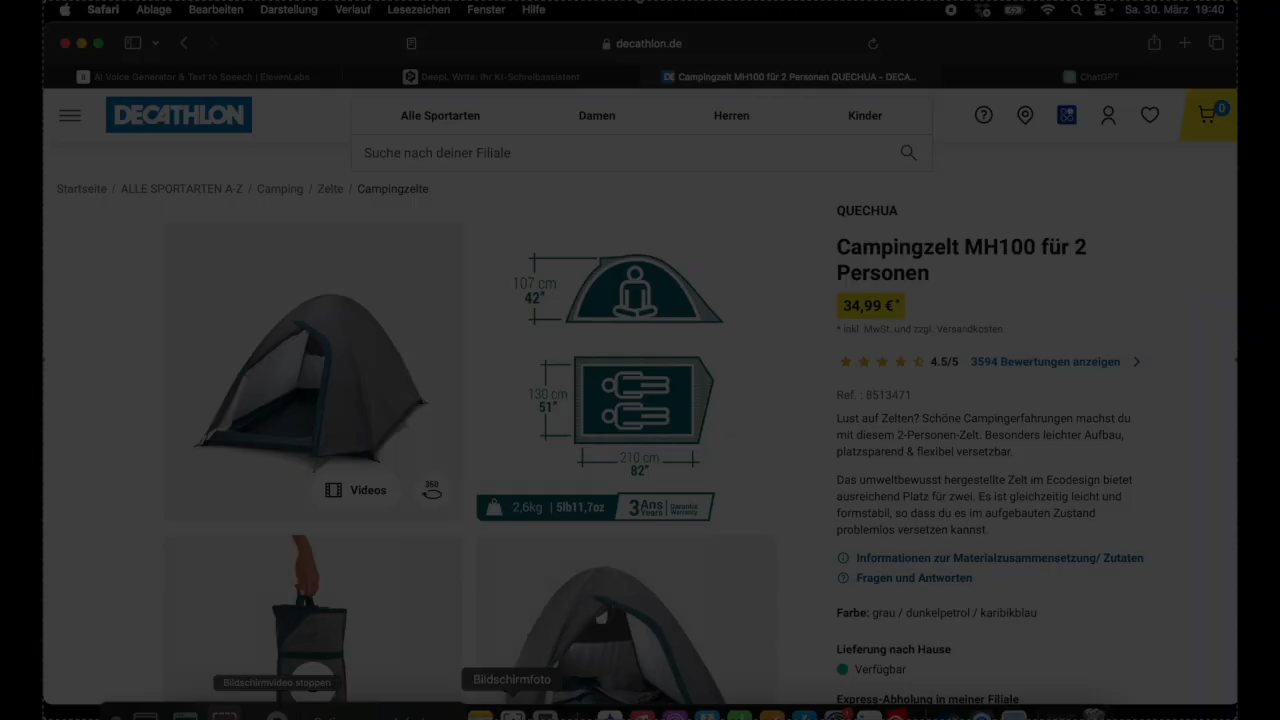 Safari Ablage Bearbeiten Darstellung Verlauf Lesezeichen Fenster Hilfe Sa. 30. März 19:40
decathlon.de
AI Voice Generator & Text to Speech | ElevenLabs DeepL Write: Ihr KI-Schreibassistent DE Campingzelt MH100 für 2 Personen QUECHUA – DECA... ChatGPT
DECATHLON Alle Sportarten Damen Herren Kinder 0
Suche nach deiner Filiale
Startseite / ALLE SPORTARTEN A-Z / Camping / Zelte / Campingzelte
QUECHUA
Campingzelt MH100 für 2
Personen
34,99 €*
* inkl. MwSt. und zzgl. Versandkosten
4.5/5 3594 Bewertungen anzeigen
Ref. : 8513471
Lust auf Zelten? Schöne Campingerfahrungen machst du
mit diesem 2-Personen-Zelt. Besonders leichter Aufbau,
platzsparend & flexibel versetzbar.
Das umweltbewusst hergestellte Zelt im Ecodesign bietet
ausreichend Platz für zwei. Es ist gleichzeitig leicht und
formstabil, so dass du es im aufgebauten Zustand
problemlos versetzen kannst.
Informationen zur Materialzusammensetzung/ Zutaten
Fragen und Antworten
Farbe: grau / dunkelpetrol / karibikblau
Lieferung nach Hause
Verfügbar
Express-Abholung in meiner Filiale
107 cm
42"
130 cm
51"
210 cm
82"
2,6kg | 5lb11,7oz 3 Ans Years Garantie Warranty
Videos 360
Bildschirmvideo stoppen
Bildschirmfoto